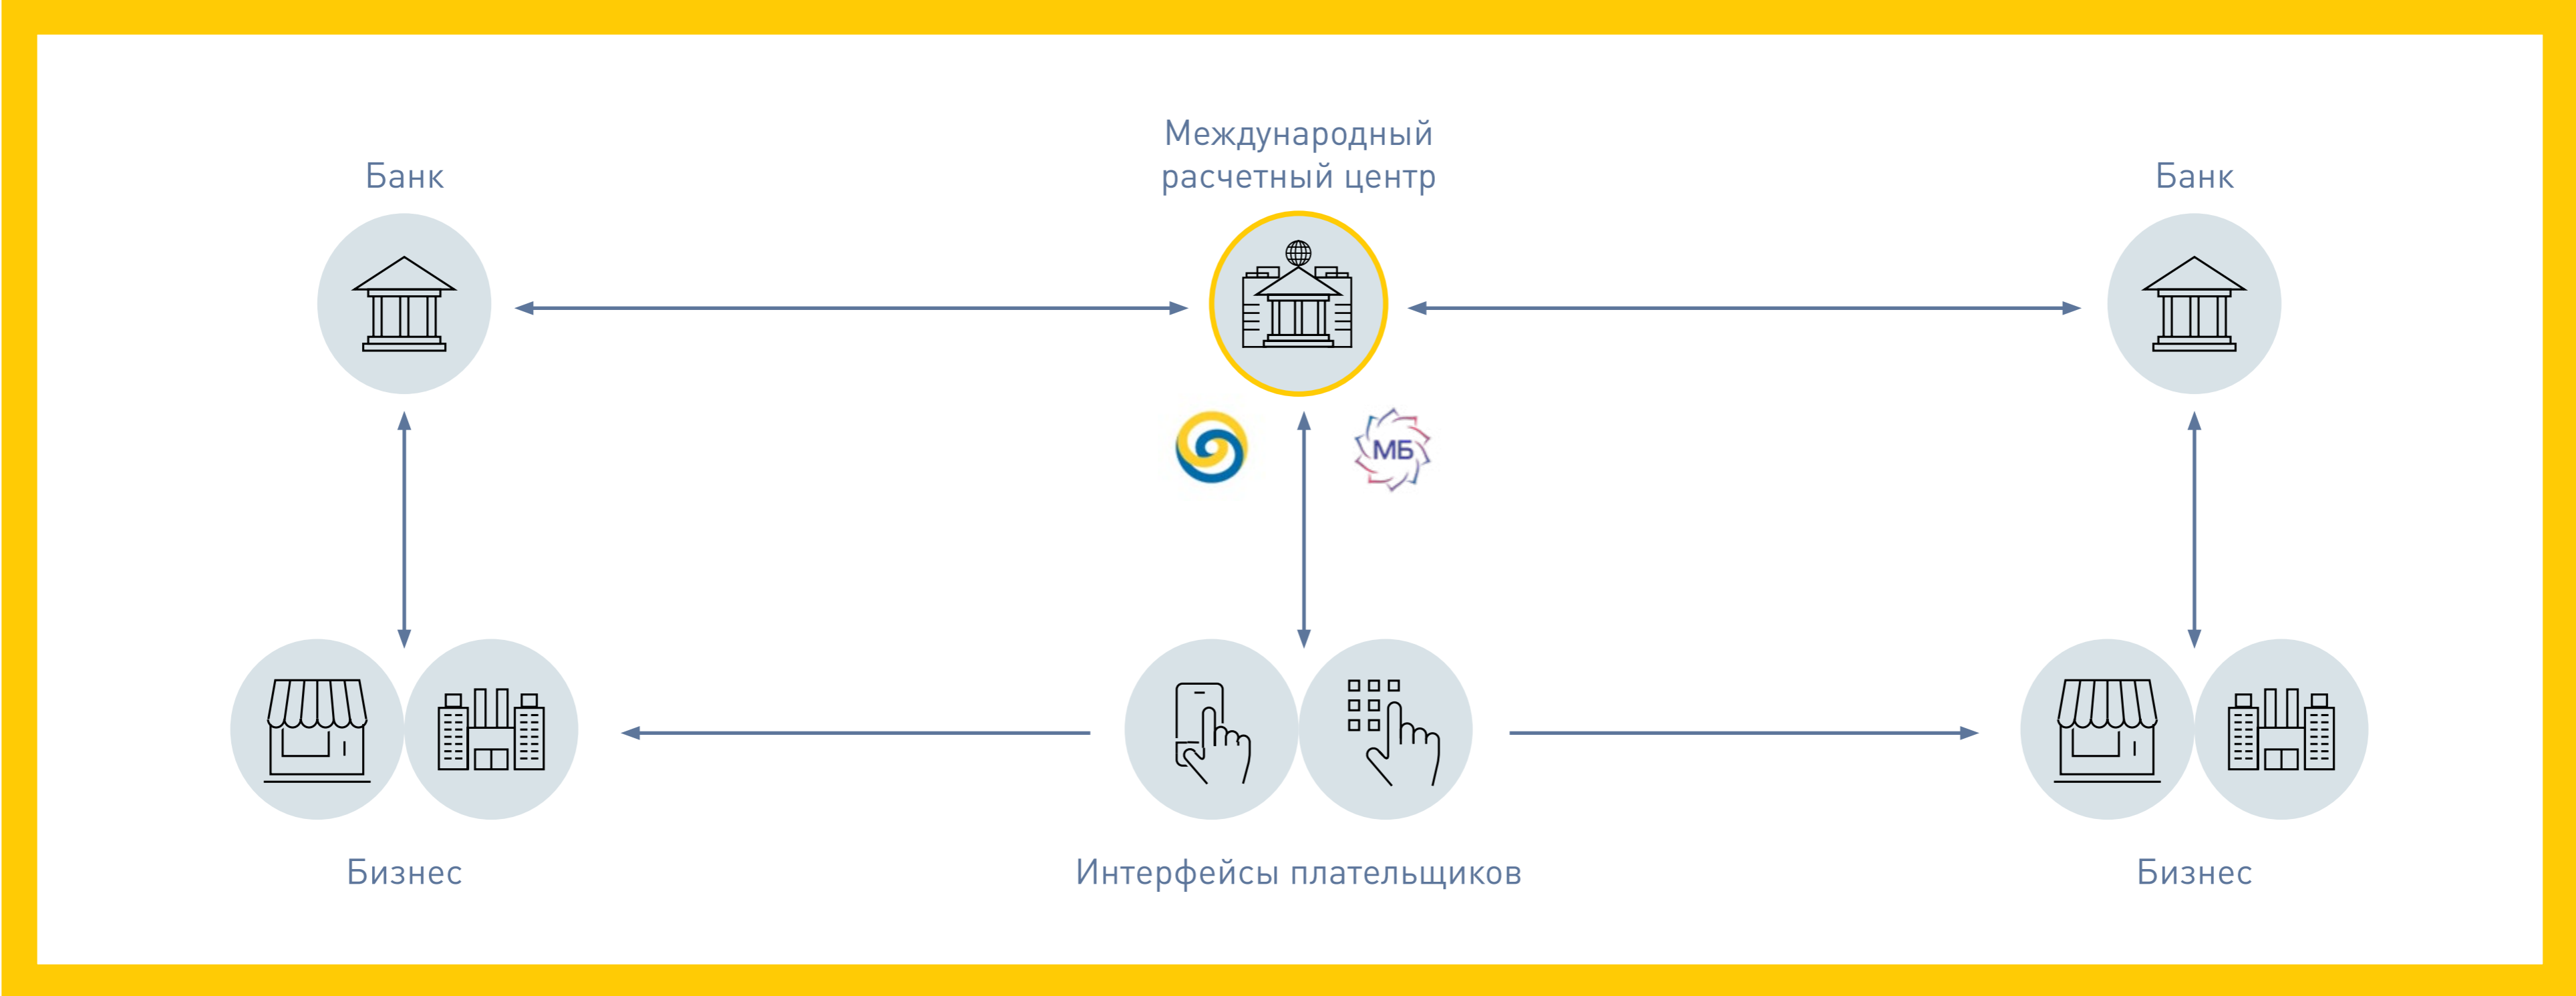 Международный
расчетный центр
Банк
Банк
МБ
Бизнес
Интерфейсы плательщиков
Бизнес